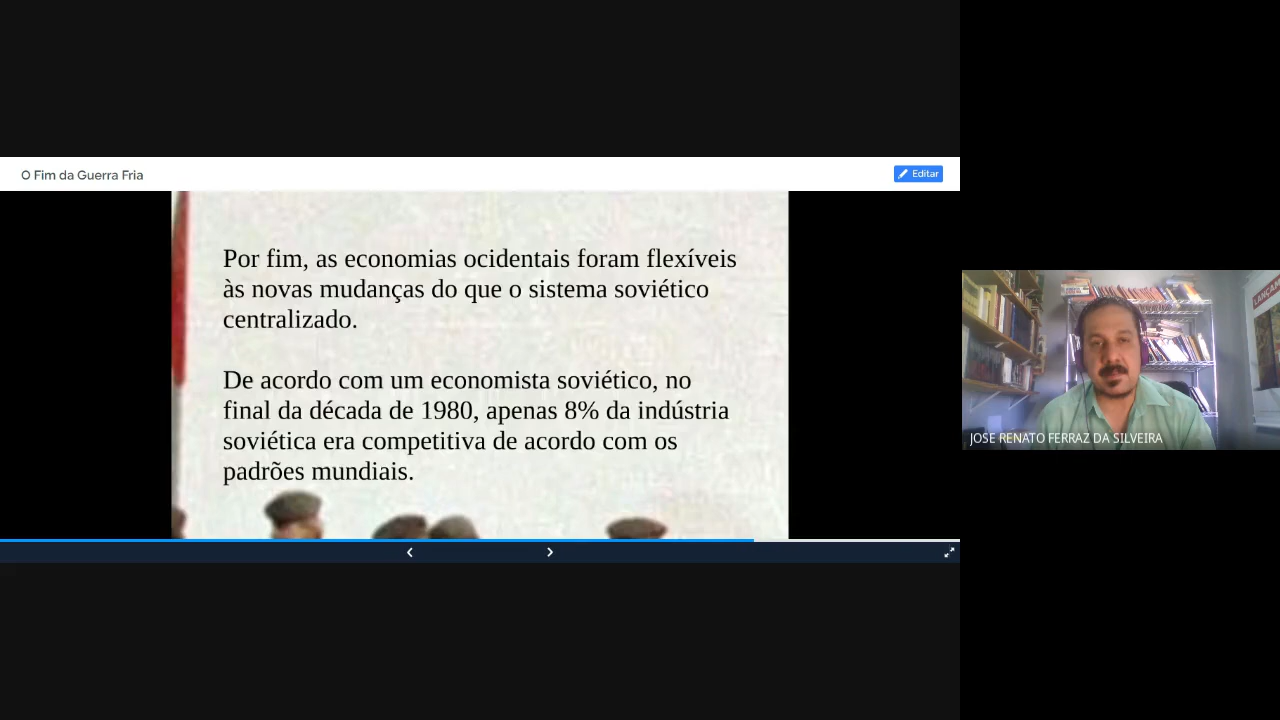 O Fim da Guerra Fria
Editar
Por fim, as economias ocidentais foram flexíveis
às novas mudanças do que o sistema soviético
centralizado.
De acordo com um economista soviético, no
final da década de 1980, apenas 8% da indústria
soviética era competitiva de acordo com os
padrões mundiais.
JOSE RENATO FERRAZ DA SILVEIRA